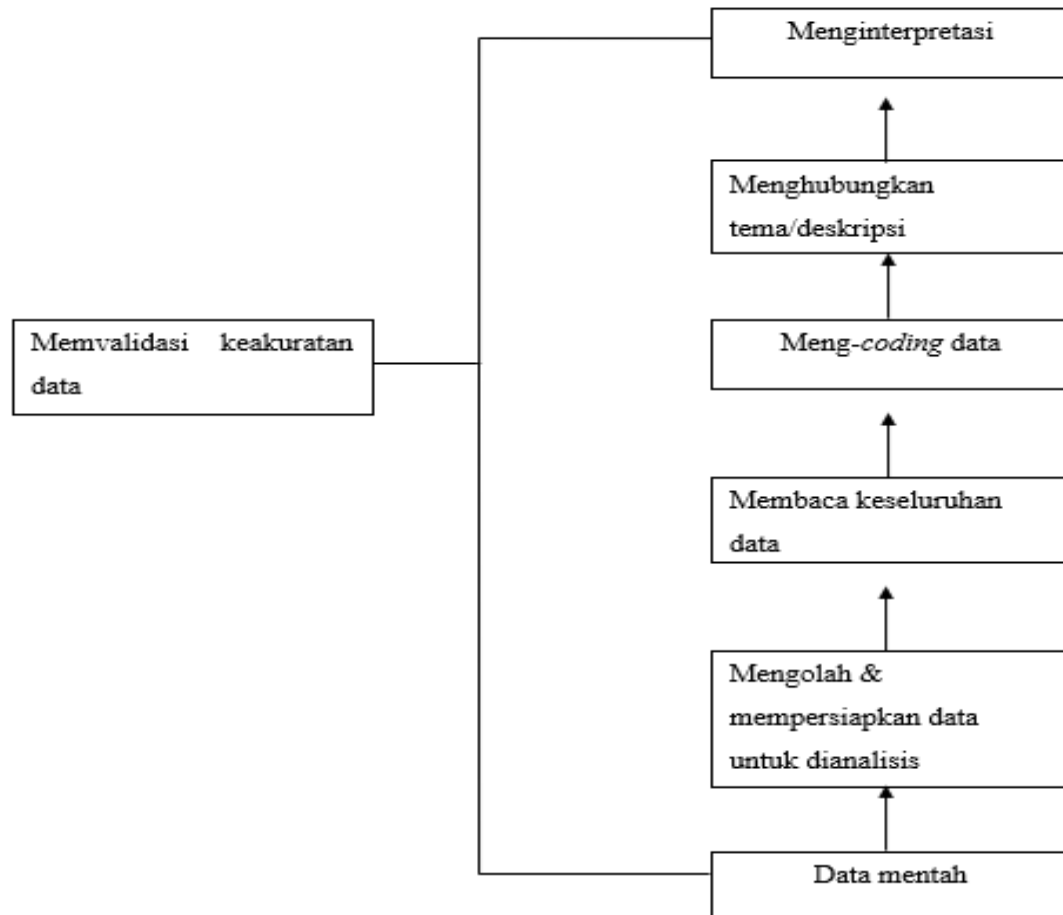 Menginterpretasi
Menghubungkan
tema/deskripsi
Memvalidasi keakuratan
data
Meng-coding data
Membaca keseluruhan
data
Mengolah &
mempersiapkan data
untuk dianalisis
Data mentah